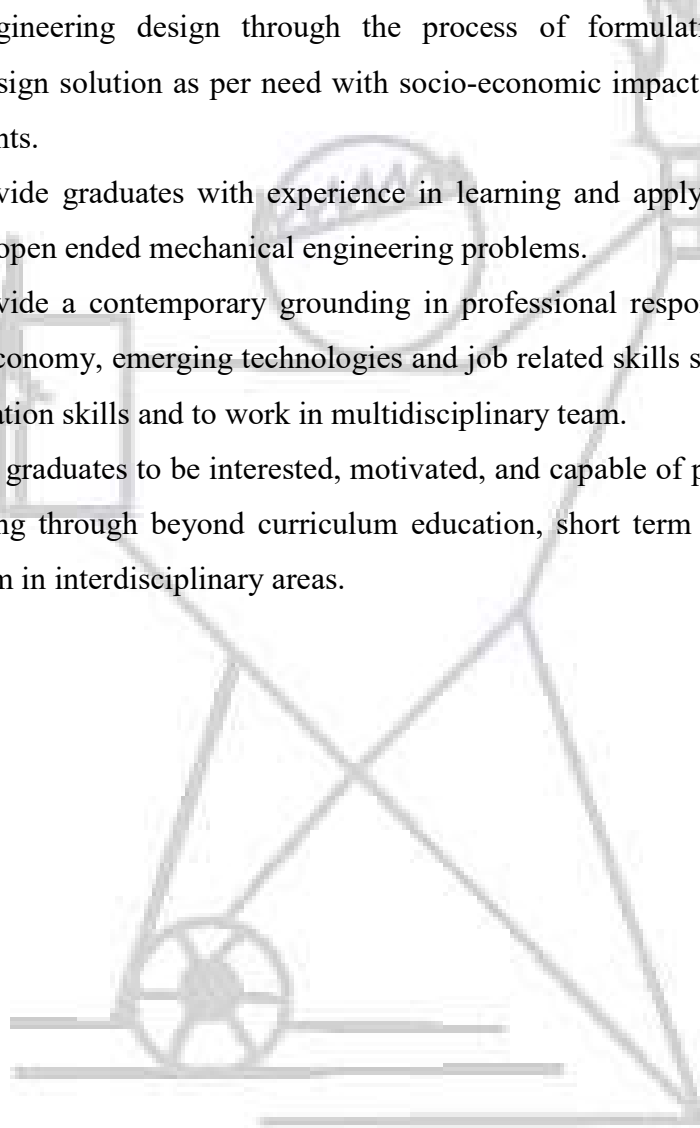 gineering design through the process of formulati
sign solution as per need with socio-economic impact
nts.
vide graduates with experience in learning and apply
open ended mechanical engineering problems.
vide a contemporary grounding in professional respo
conomy, emerging technologies and job related skills s
ation skills and to work in multidisciplinary team.
graduates to be interested, motivated, and capable of p
ng through beyond curriculum education, short term
m in interdisciplinary areas.